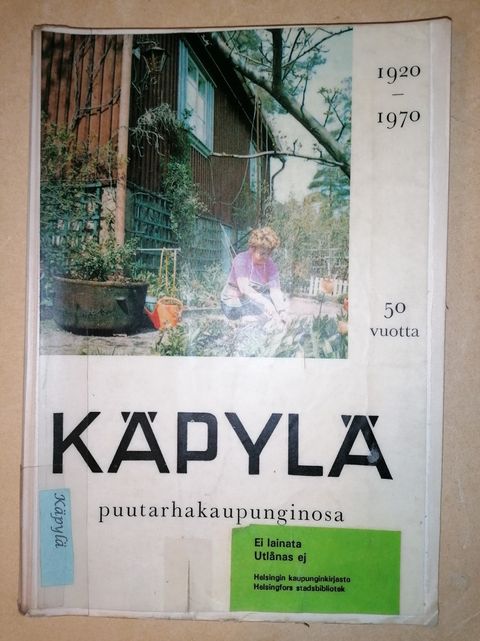 1920
–
1970
50
vuotta
KÄPYLÄ
puutarhakaupunginosa
Käpylä
Ei lainata
Utlånas ej
Helsingin kaupunginkirjasto
Helsingfors stadsbibliotek